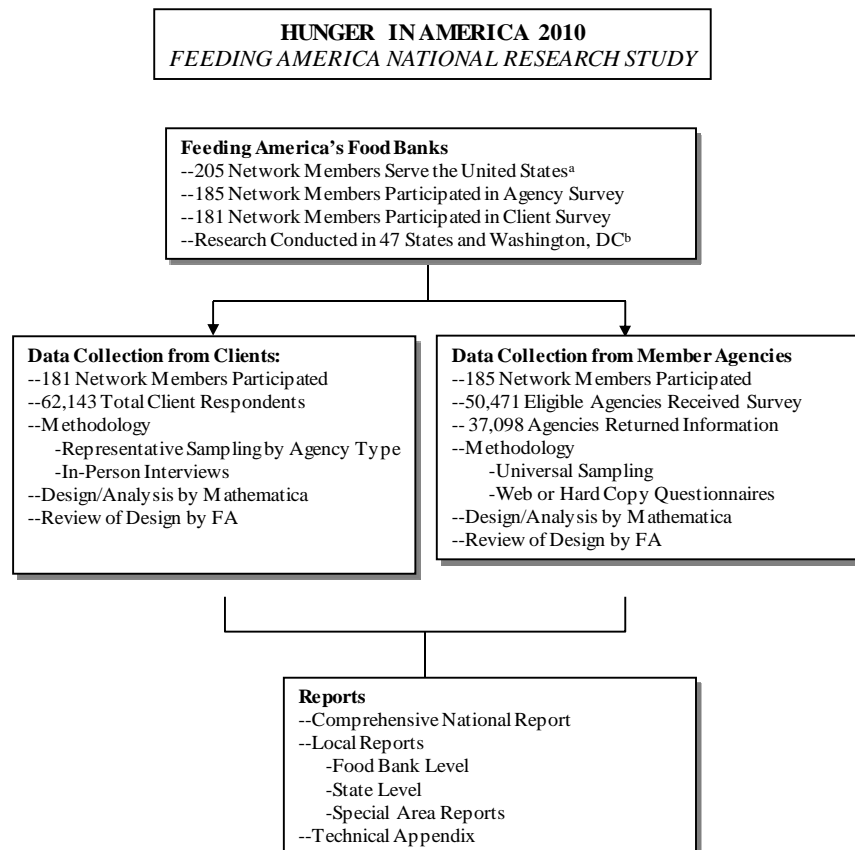 HUNGER IN AMERICA 2010
FEEDING AMERICA NATIONAL RESEARCH STUDY
Feeding America's Food Banks
--205 Network Members Serve the United Statesᵃ
--185 Network Members Participated in Agency Survey
--181 Network Members Participated in Client Survey
--Research Conducted in 47 States and Washington, DCᵇ
Data Collection from Clients:
--181 Network Members Participated
--62,143 Total Client Respondents
--Methodology
-Representative Sampling by Agency Type
-In-Person Interviews
--Design/Analysis by Mathematica
--Review of Design by FA
Data Collection from Member Agencies
--185 Network Members Participated
--50,471 Eligible Agencies Received Survey
-- 37,098 Agencies Returned Information
--Methodology
-Universal Sampling
-Web or Hard Copy Questionnaires
--Design/Analysis by Mathematica
--Review of Design by FA
Reports
--Comprehensive National Report
--Local Reports
-Food Bank Level
-State Level
-Special Area Reports
--Technical Appendix